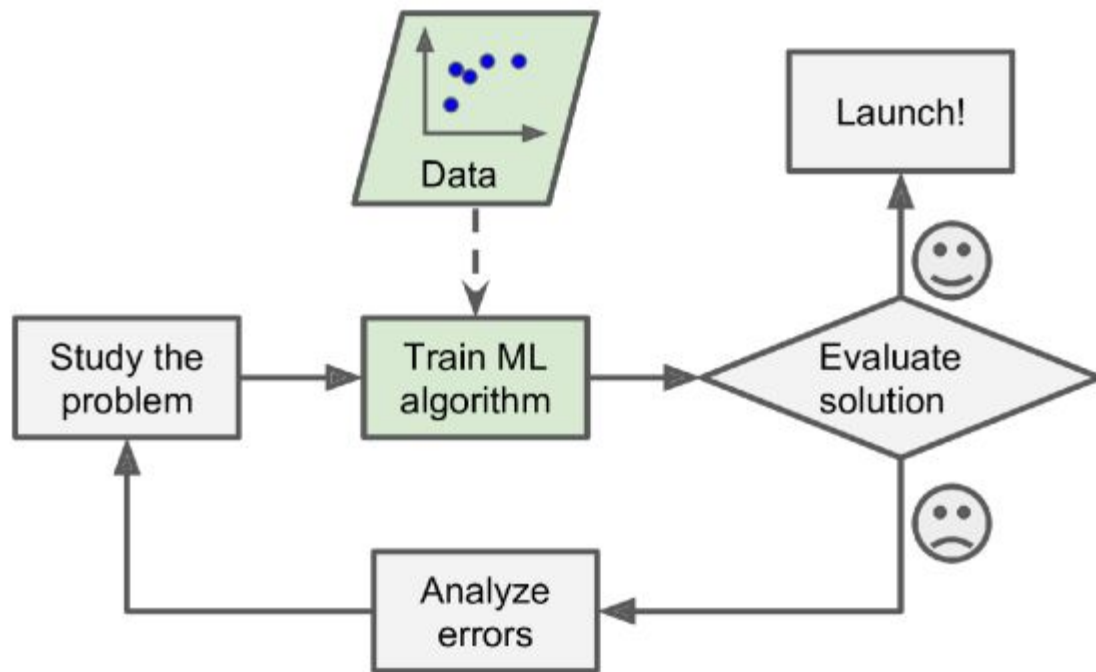 Data
Launch!
Study the
problem
Train ML
algorithm
Evaluate
solution
Analyze
errors